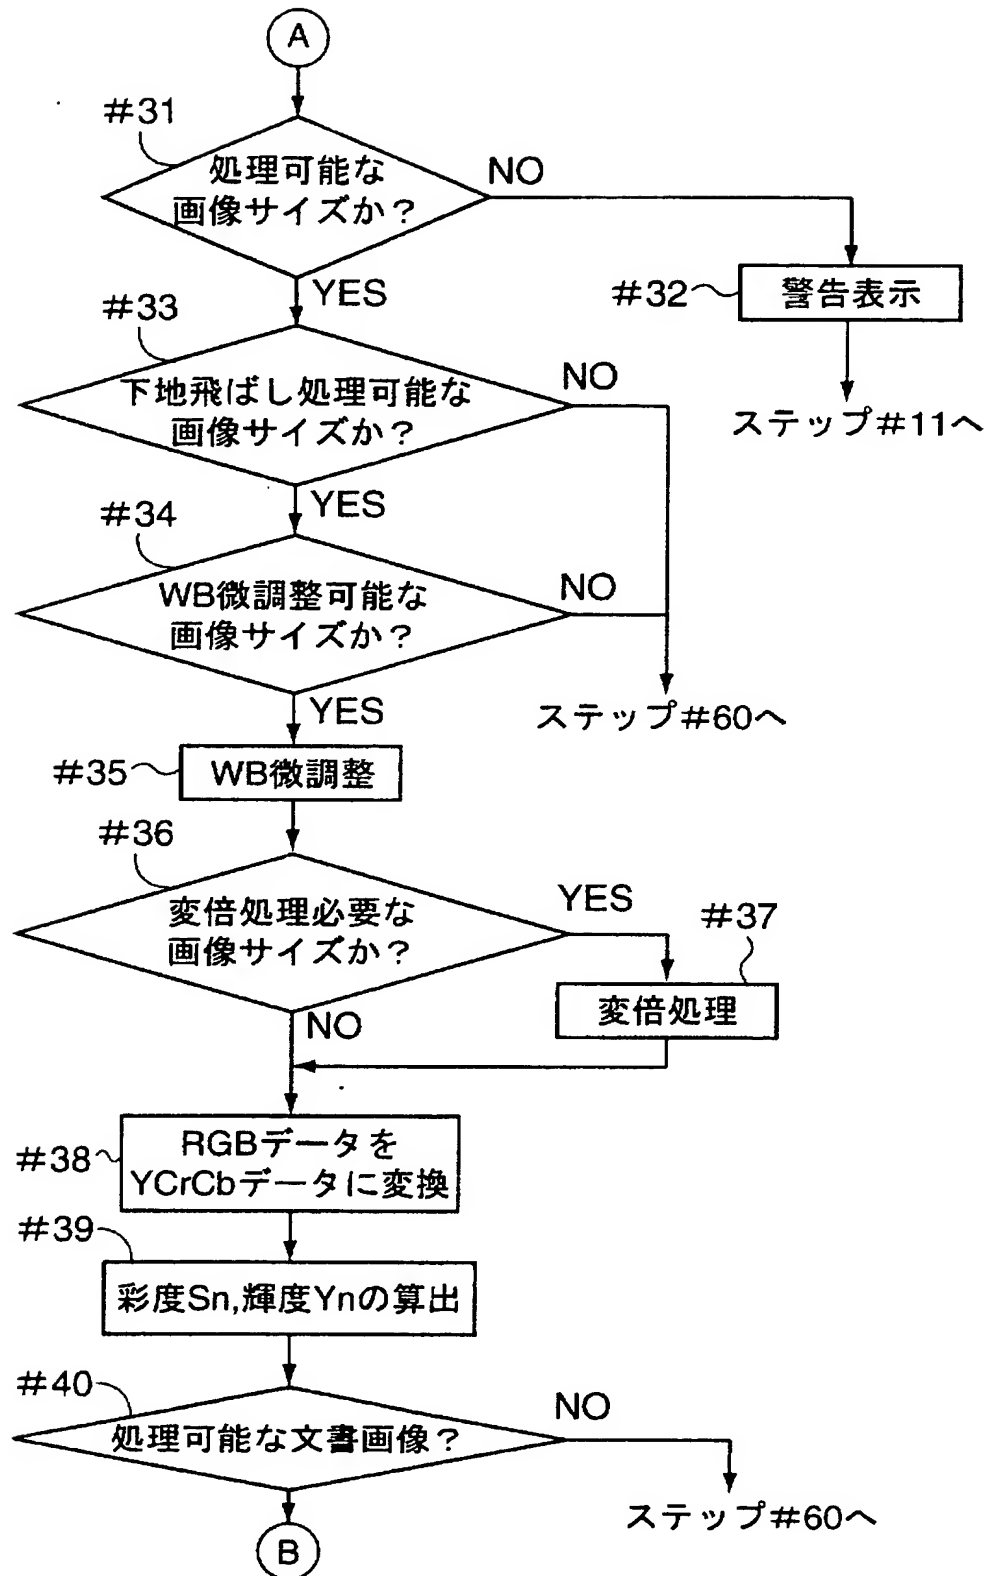 A
#31
処理可能な
画像サイズか?
NO
#32
警告表示
ステップ#11へ
YES
#33
下地飛ばし処理可能な
画像サイズか?
NO
YES
#34
WB微調整可能な
画像サイズか?
NO
ステップ#60へ
YES
#35
WB微調整
#36
変倍処理必要な
画像サイズか?
YES
#37
変倍処理
NO
#38
RGBデータを
YCrCbデータに変換
#39
彩度Sn,輝度Ynの算出
#40
処理可能な文書画像?
NO
ステップ#60へ
B